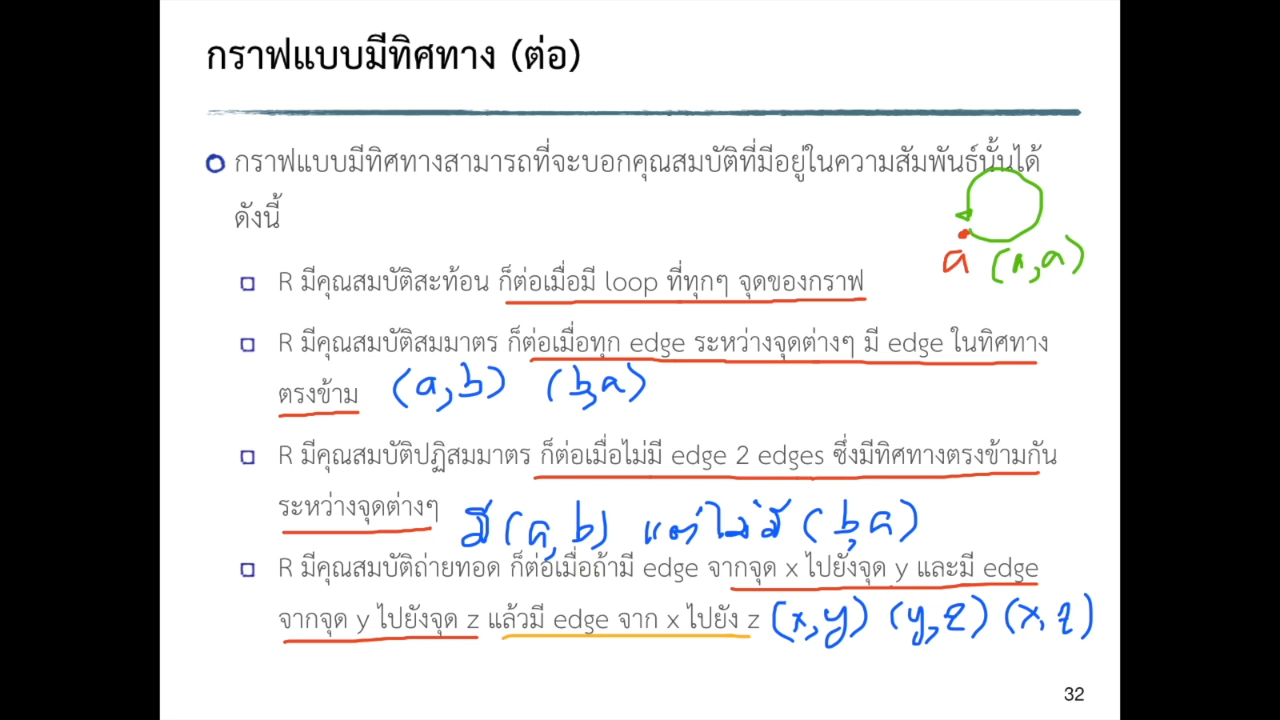 กราฟแบบมีทิศทาง (ต่อ)
กราฟแบบมีทิศทางสามารถที่จะบอกคุณสมบัติที่มีอยู่ในความสัมพันธ์นั้นได้
ดังนี้
a (a,a)
R มีคุณสมบัติสะท้อน ก็ต่อเมื่อมี loop ที่ทุกๆ จุดของกราฟ
R มีคุณสมบัติสมมาตร ก็ต่อเมื่อทุก edge ระหว่างจุดต่างๆ มี edge ในทิศทาง
ตรงข้าม (a,b) (b,a)
R มีคุณสมบัติปฏิสมมาตร ก็ต่อเมื่อไม่มี edge 2 edges ซึ่งมีทิศทางตรงข้ามกัน
ระหว่างจุดต่างๆ มี (a,b) แต่ไม่มี (b,a)
R มีคุณสมบัติถ่ายทอด ก็ต่อเมื่อถ้ามี edge จากจุด x ไปยังจุด y และมี edge
จากจุด y ไปยังจุด z แล้วมี edge จาก x ไปยัง z (x,y) (y,z) (x,z)
32